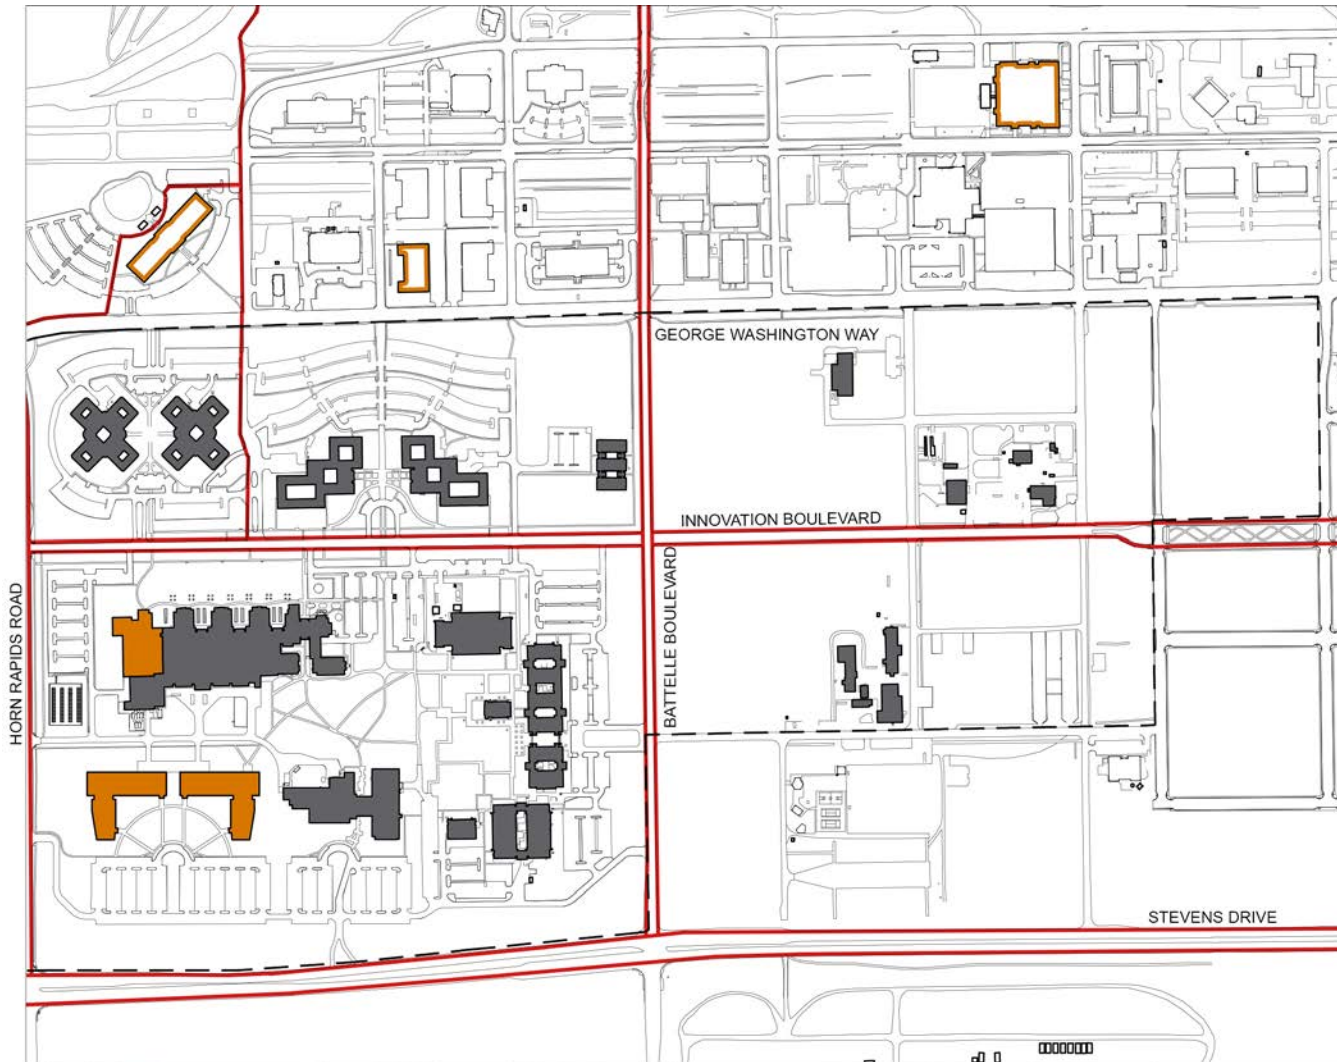 GEORGE WASHINGTON WAY
INNOVATION BOULEVARD
HORN RAPIDS ROAD
BATTELLE BOULEVARD
STEVENS DRIVE